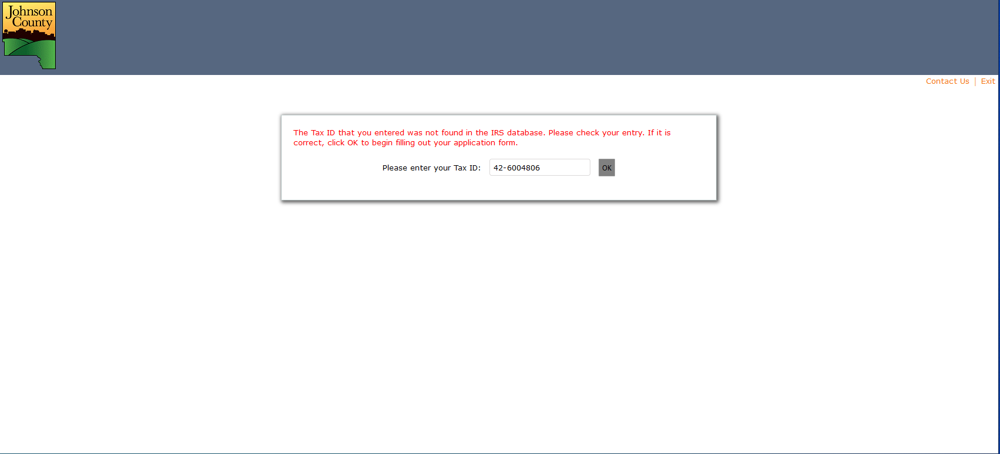 Johnson
County
Contact Us | Exit
The Tax ID that you entered was not found in the IRS database. Please check your entry. If it is
correct, click OK to begin filling out your application form.
Please enter your Tax ID: 42-6004806 OK